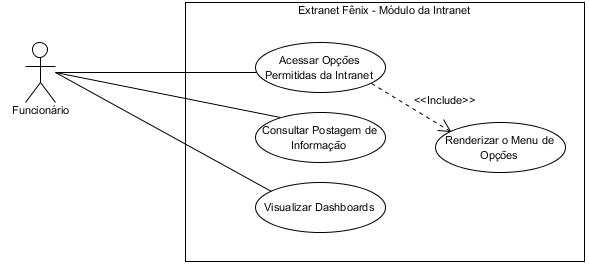 Extranet Fênix - Módulo da Intranet
Acessar Opções
Permitidas da Intranet
<<Include>>
Funcionário
Consultar Postagem de
Informação
Renderizar o Menu de
Opções
Visualizar Dashboards